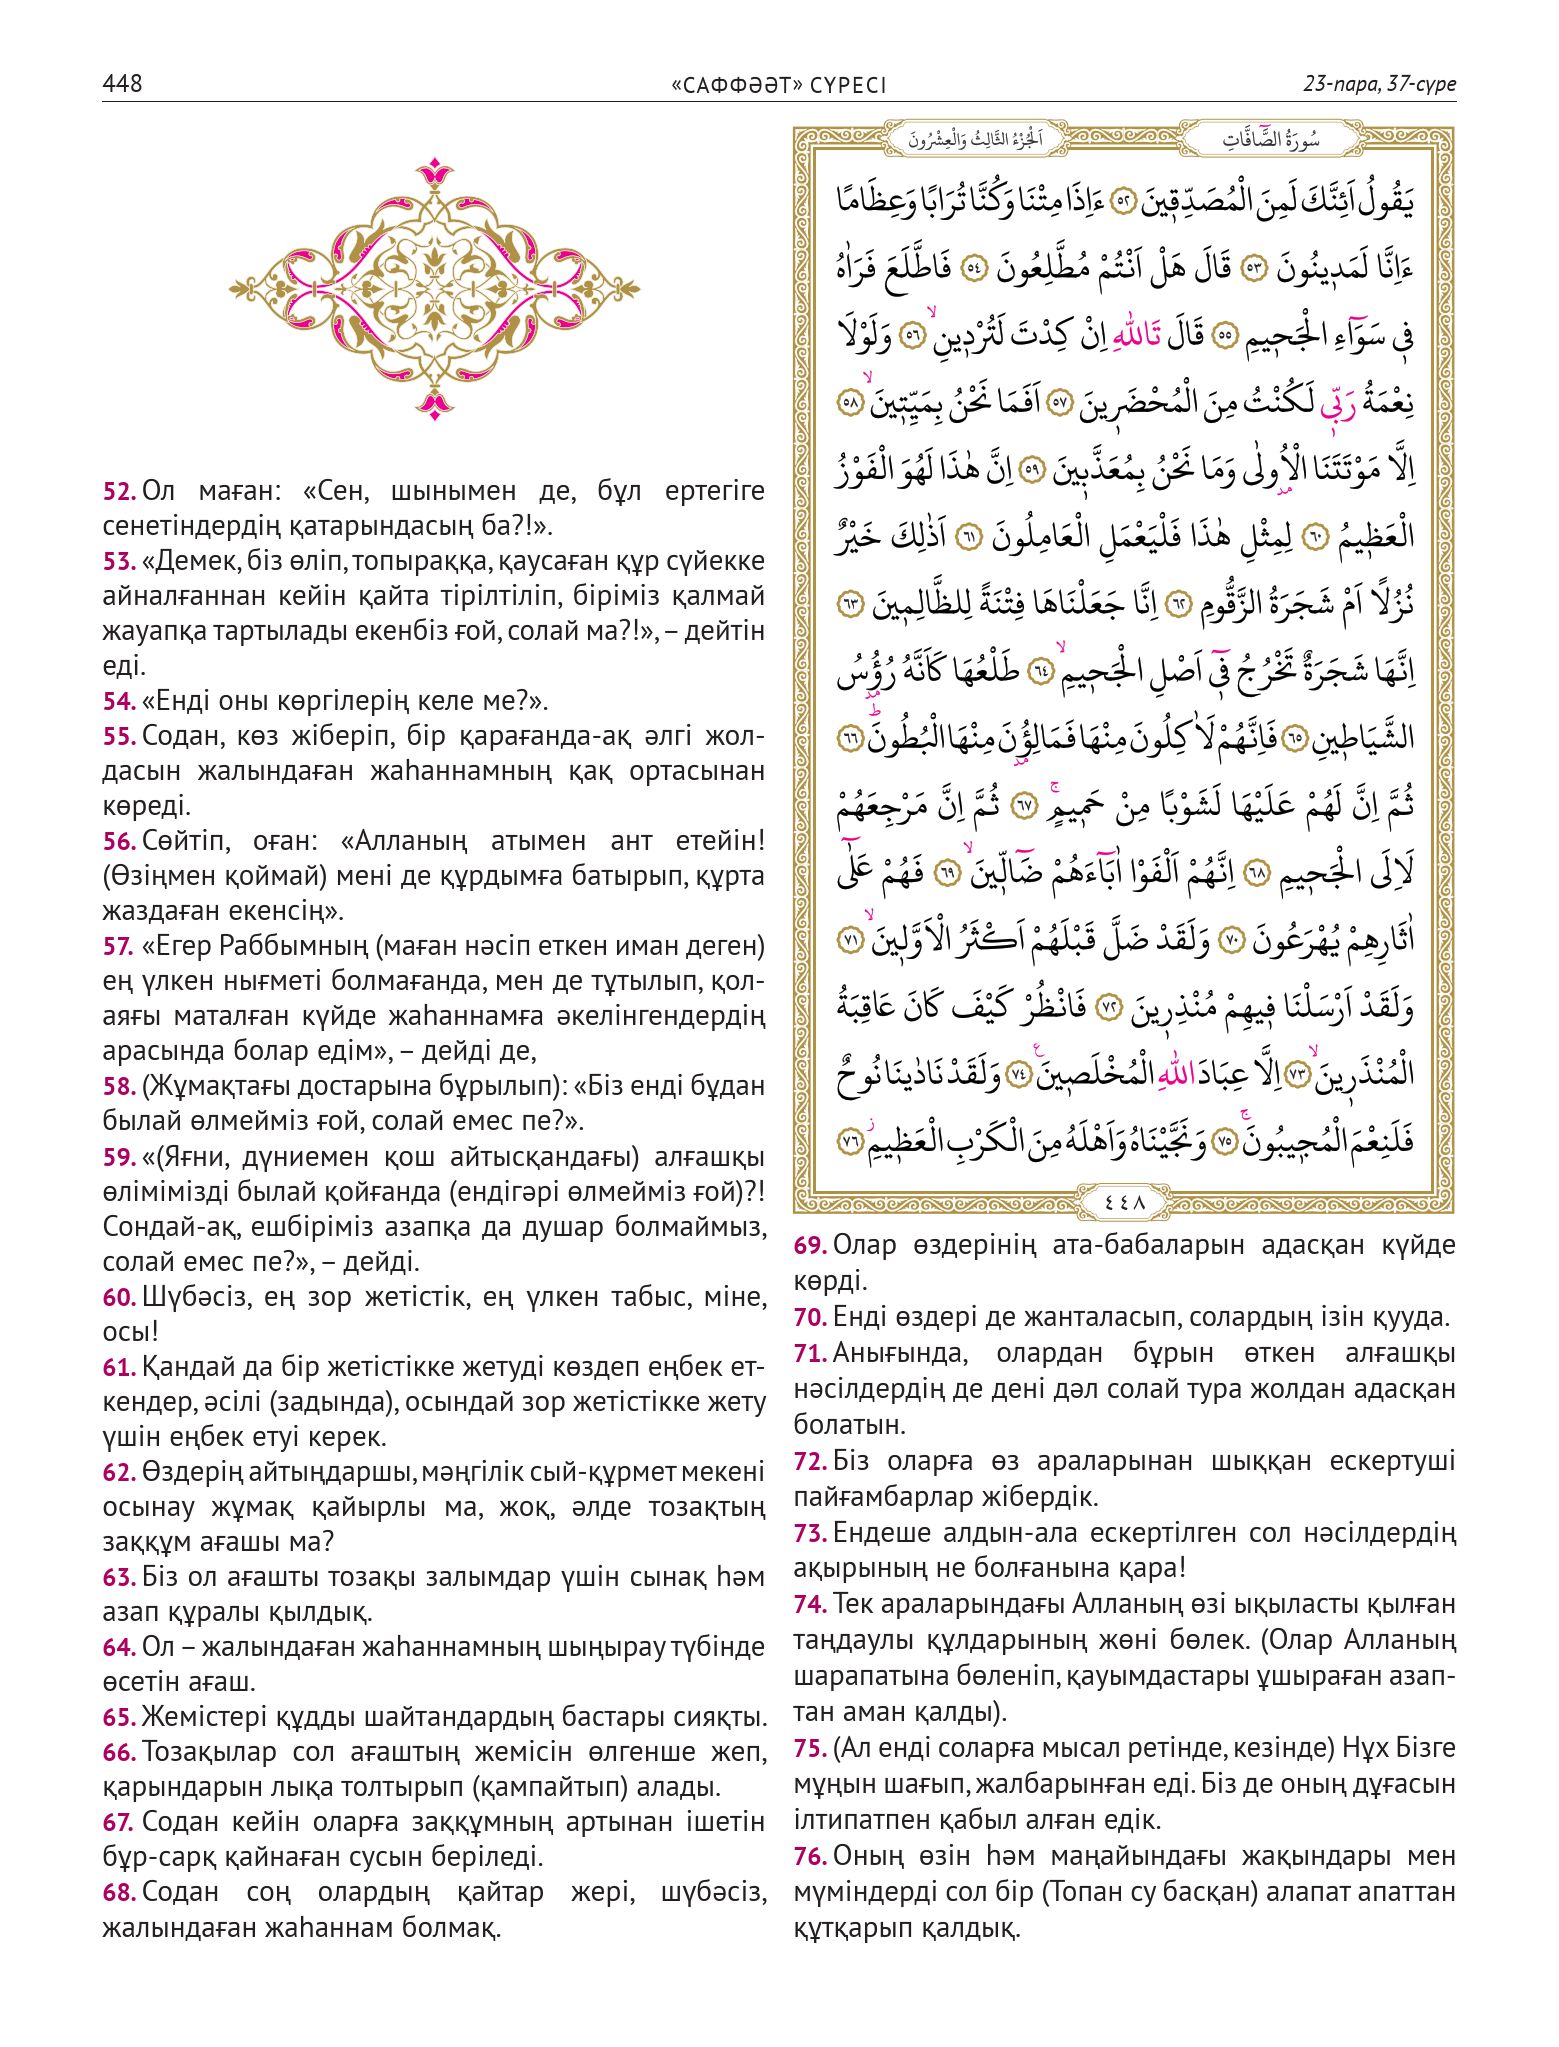 448
«САФФӘӘТ» СҮРЕСІ
23-пара, 37-сүре
52. Ол маған: «Сен, шынымен де, бұл ертегіге
сенетіндердің қатарындасың ба?!».
53. «Демек, біз өліп, топыраққа, қаусаған құр сүйекке
айналғаннан кейін қайта тірілтіліп, біріміз қалмай
жауапқа тартылады екенбіз ғой, солай ма?!», – дейтін
еді.
54. «Енді оны көргілерің келе ме?».
55. Содан, көз жіберіп, бір қарағанда-ақ әлгі жол-
дасын жалындаған жаһаннамның қақ ортасынан
көреді.
56. Сөйтіп, оған: «Алланың атымен ант етейін!
(Өзіңмен қоймай) мені де құрдымға батырып, құрта
жаздаған екенсің».
57. «Егер Раббымның (маған нәсіп еткен иман деген)
ең үлкен нығметі болмағанда, мен де тұтылып, қол-
аяғы маталған күйде жаһаннамға әкелінгендердің
арасында болар едім», – дейді де,
58. (Жұмақтағы достарына бұрылып): «Біз енді бұдан
былай өлмейміз ғой, солай емес пе?».
59. «(Яғни, дүниемен қош айтысқандағы) алғашқы
өлімімізді былай қойғанда (ендігәрі өлмейміз ғой)?!
Сондай-ақ, ешбіріміз азапқа да душар болмаймыз,
солай емес пе?», – дейді.
60. Шүбәсіз, ең зор жетістік, ең үлкен табыс, міне,
осы!
61. Қандай да бір жетістікке жетуді көздеп еңбек ет-
кендер, әсілі (задында), осындай зор жетістікке жету
үшін еңбек етуі керек.
62. Өздерің айтыңдаршы, мәңгілік сый-құрмет мекені
осынау жұмақ қайырлы ма, жоқ, әлде тозақтың
заққұм ағашы ма?
63. Біз ол ағашты тозақы залымдар үшін сынақ һәм
азап құралы қылдық.
64. Ол – жалындаған жаһаннамның шыңырау түбінде
өсетін ағаш.
65. Жемістері құдды шайтандардың бастары сияқты.
66. Тозақылар сол ағаштың жемісін өлгенше жеп,
қарындарын лықа толтырып (қампайтып) алады.
67. Содан кейін оларға заққұмның артынан ішетін
бұр-сарқ қайнаған сусын беріледі.
68. Содан соң олардың қайтар жері, шүбәсіз,
жалындаған жаһаннам болмақ.
سُورَةُ الصَّٓافَّاتِ
اَلْجُزْءُ الثَّالِثُ وَالْعِشْرُونَ
يَقُولُ اَئِنَّكَ لَمِنَ الْمُصَدِّق۪ينَ ٥٢ ءَاِذَا مِتْنَا وَكُنَّا تُرَابًا وَعِظَامًا
ءَاِنَّا لَمَد۪ينُونَ ٥٣ قَالَ هَلْ اَنْتُمْ مُطَّلِعُونَ ٥٤ فَاطَّلَعَ فَرَاٰهُ
ف۪ي سَوَٓاءِ الْجَح۪يمِ ٥٥ قَالَ تَاللّٰهِ اِنْ كِدْتَ لَتُرْد۪ينِۙ ٥٦ وَلَوْلَا
نِعْمَةُ رَبّ۪ي لَكُنْتُ مِنَ الْمُحْضَر۪ينَ ٥٧ اَفَمَا نَحْنُ بِمَيِّت۪ينَۙ ٥٨
اِلَّا مَوْتَتَنَا الْاُو۫لٰى وَمَا نَحْنُ بِمُعَذَّب۪ينَ ٥٩ اِنَّ هٰذَا لَهُوَ الْفَوْزُ
الْعَظ۪يمُ ٦٠ لِمِثْلِ هٰذَا فَلْيَعْمَلِ الْعَامِلُونَ ٦١ اَذٰلِكَ خَيْرٌ
نُزُلًا اَمْ شَجَرَةُ الزَّقُّومِ ٦٢ اِنَّا جَعَلْنَاهَا فِتْنَةً لِلظَّالِم۪ينَ ٦٣
اِنَّهَا شَجَرَةٌ تَخْرُجُ ف۪ٓي اَصْلِ الْجَح۪يمِۙ ٦٤ طَلْعُهَا كَاَنَّهُ رُؤُ۫سُ
الشَّيَاط۪ينِ ٦٥ فَاِنَّهُمْ لَاٰكِلُونَ مِنْهَا فَمَالِؤُ۫نَ مِنْهَا الْبُطُونَۜ ٦٦
ثُمَّ اِنَّ لَهُمْ عَلَيْهَا لَشَوْبًا مِنْ حَم۪يمٍۚ ٦٧ ثُمَّ اِنَّ مَرْجِعَهُمْ
لَاِلَى الْجَح۪يمِ ٦٨ اِنَّهُمْ اَلْفَوْا اٰبَٓاءَهُمْ ضَٓالّ۪ينَۙ ٦٩ فَهُمْ عَلٰٓى
اٰثَارِهِمْ يُهْرَعُونَ ٧٠ وَلَقَدْ ضَلَّ قَبْلَهُمْ اَكْثَرُ الْاَوَّل۪ينَۙ ٧١
وَلَقَدْ اَرْسَلْنَا ف۪يهِمْ مُنْذِر۪ينَ ٧٢ فَانْظُرْ كَيْفَ كَانَ عَاقِبَةُ
الْمُنْذَر۪ينَۙ ٧٣ اِلَّا عِبَادَ اللّٰهِ الْمُخْلَص۪ينَ۟ ٧٤ وَلَقَدْ نَادٰينَا نُوحٌ
فَلَنِعْمَ الْمُج۪يبُونَۚ ٧٥ وَنَجَّيْنَاهُ وَاَهْلَهُ مِنَ الْكَرْبِ الْعَظ۪يمِۘ ٧٦
٤٤٨
69. Олар өздерінің ата-бабаларын адасқан күйде
көрді.
70. Енді өздері де жанталасып, солардың ізін қууда.
71. Анығында, олардан бұрын өткен алғашқы
нәсілдердің де дені дәл солай тура жолдан адасқан
болатын.
72. Біз оларға өз араларынан шыққан ескертуші
пайғамбарлар жібердік.
73. Ендеше алдын-ала ескертілген сол нәсілдердің
ақырының не болғанына қара!
74. Тек араларындағы Алланың өзі ықыласты қылған
таңдаулы құлдарының жөні бөлек. (Олар Алланың
шарапатына бөленіп, қауымдастары ұшыраған азап-
тан аман қалды).
75. (Ал енді соларға мысал ретінде, кезінде) Нұх Бізге
мұңын шағып, жалбарынған еді. Біз де оның дұғасын
ілтипатпен қабыл алған едік.
76. Оның өзін һәм маңайындағы жақындары мен
мүміндерді сол бір (Топан су басқан) алапат апаттан
құтқарып қалдық.